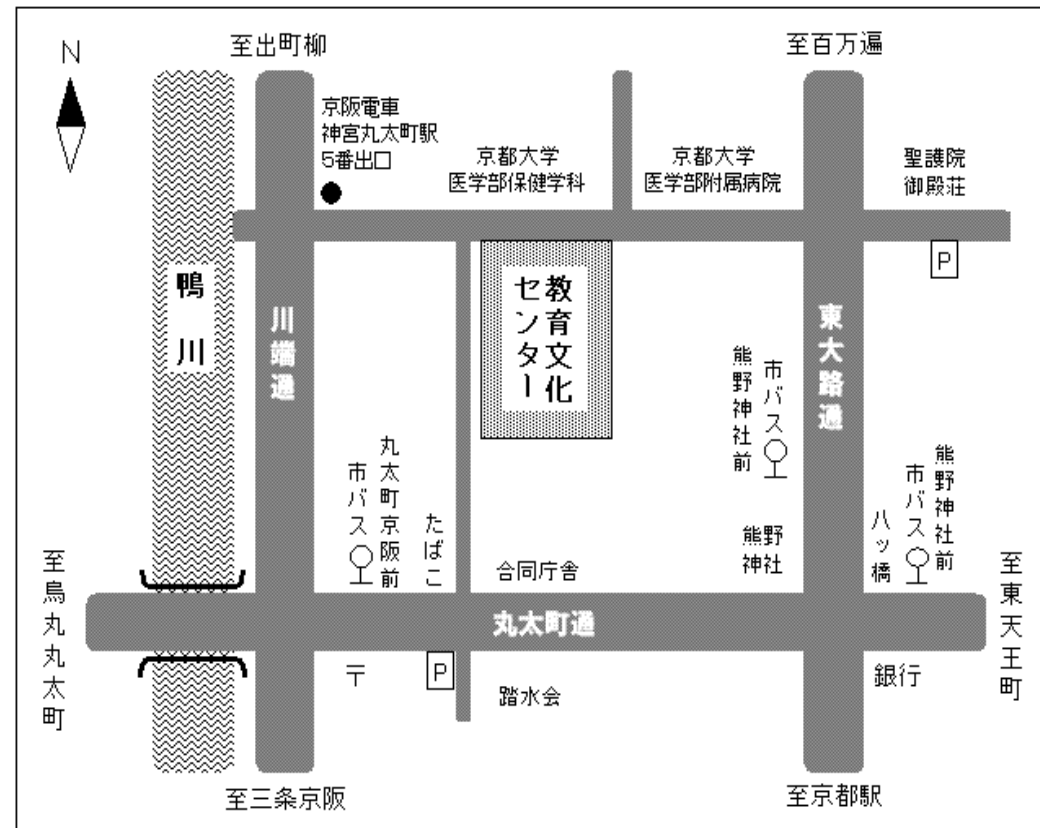 N
至出町柳
至百万遍
京阪電車
神宮丸太町駅
5番出口
京都大学
医学部保健学科
京都大学
医学部附属病院
聖護院
御殿荘
P
鴨川
川端通
教育文化
センター
東大路通
市バス
熊野神社前
丸太町京阪前
市バス
たばこ
合同庁舎
熊野
神社
八ッ橋
熊野神社前
市バス
至烏丸丸太町
丸太町通
至東天王町
〒
P
踏水会
銀行
至三条京阪
至京都駅